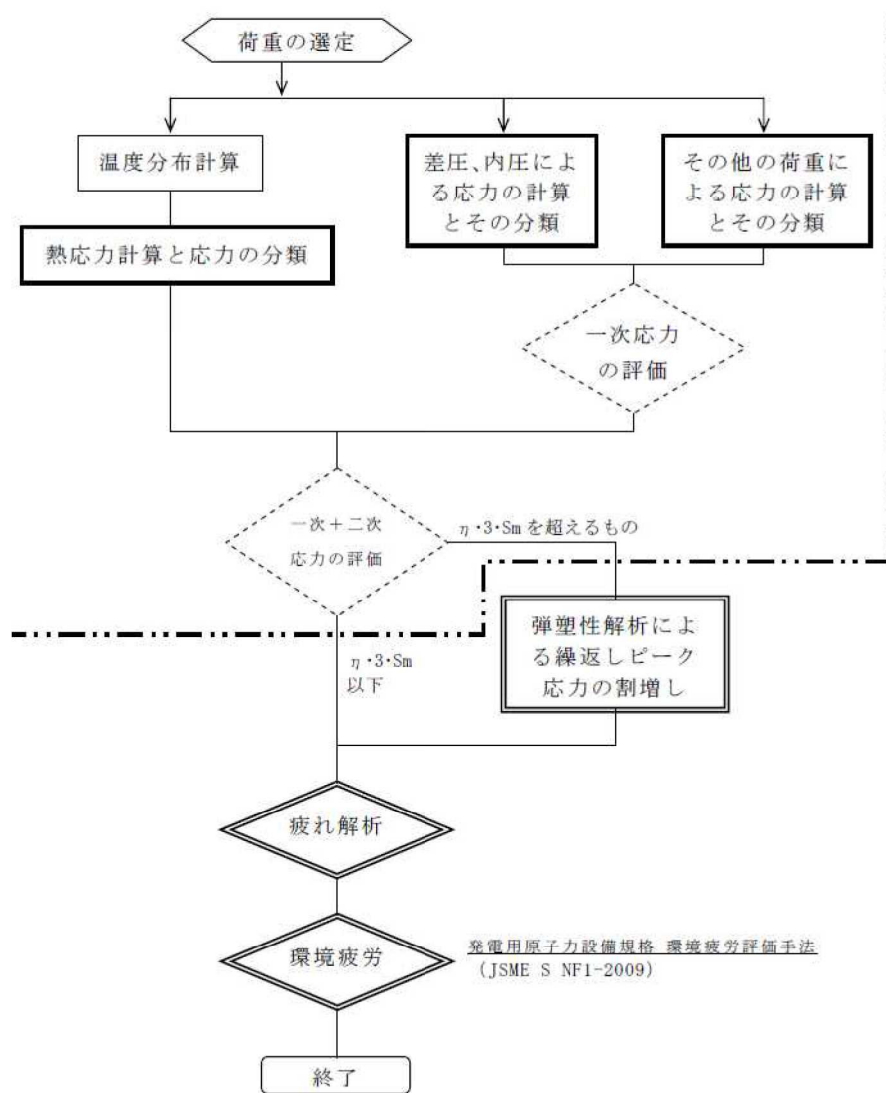 荷重の選定
温度分布計算
熱応力計算と応力の分類
差圧、内圧によ
る応力の計算
とその分類
その他の荷重に
よる応力の計算
とその分類
一次応力
の評価
一次＋二次
応力の評価
η・3・Smを超えるもの
η・3・Sm
以下
弾塑性解析によ
る繰返しピーク
応力の割増し
疲れ解析
環境疲労
発電用原子力設備規格 環境疲労評価手法
(JSME S NF1-2009)
終了